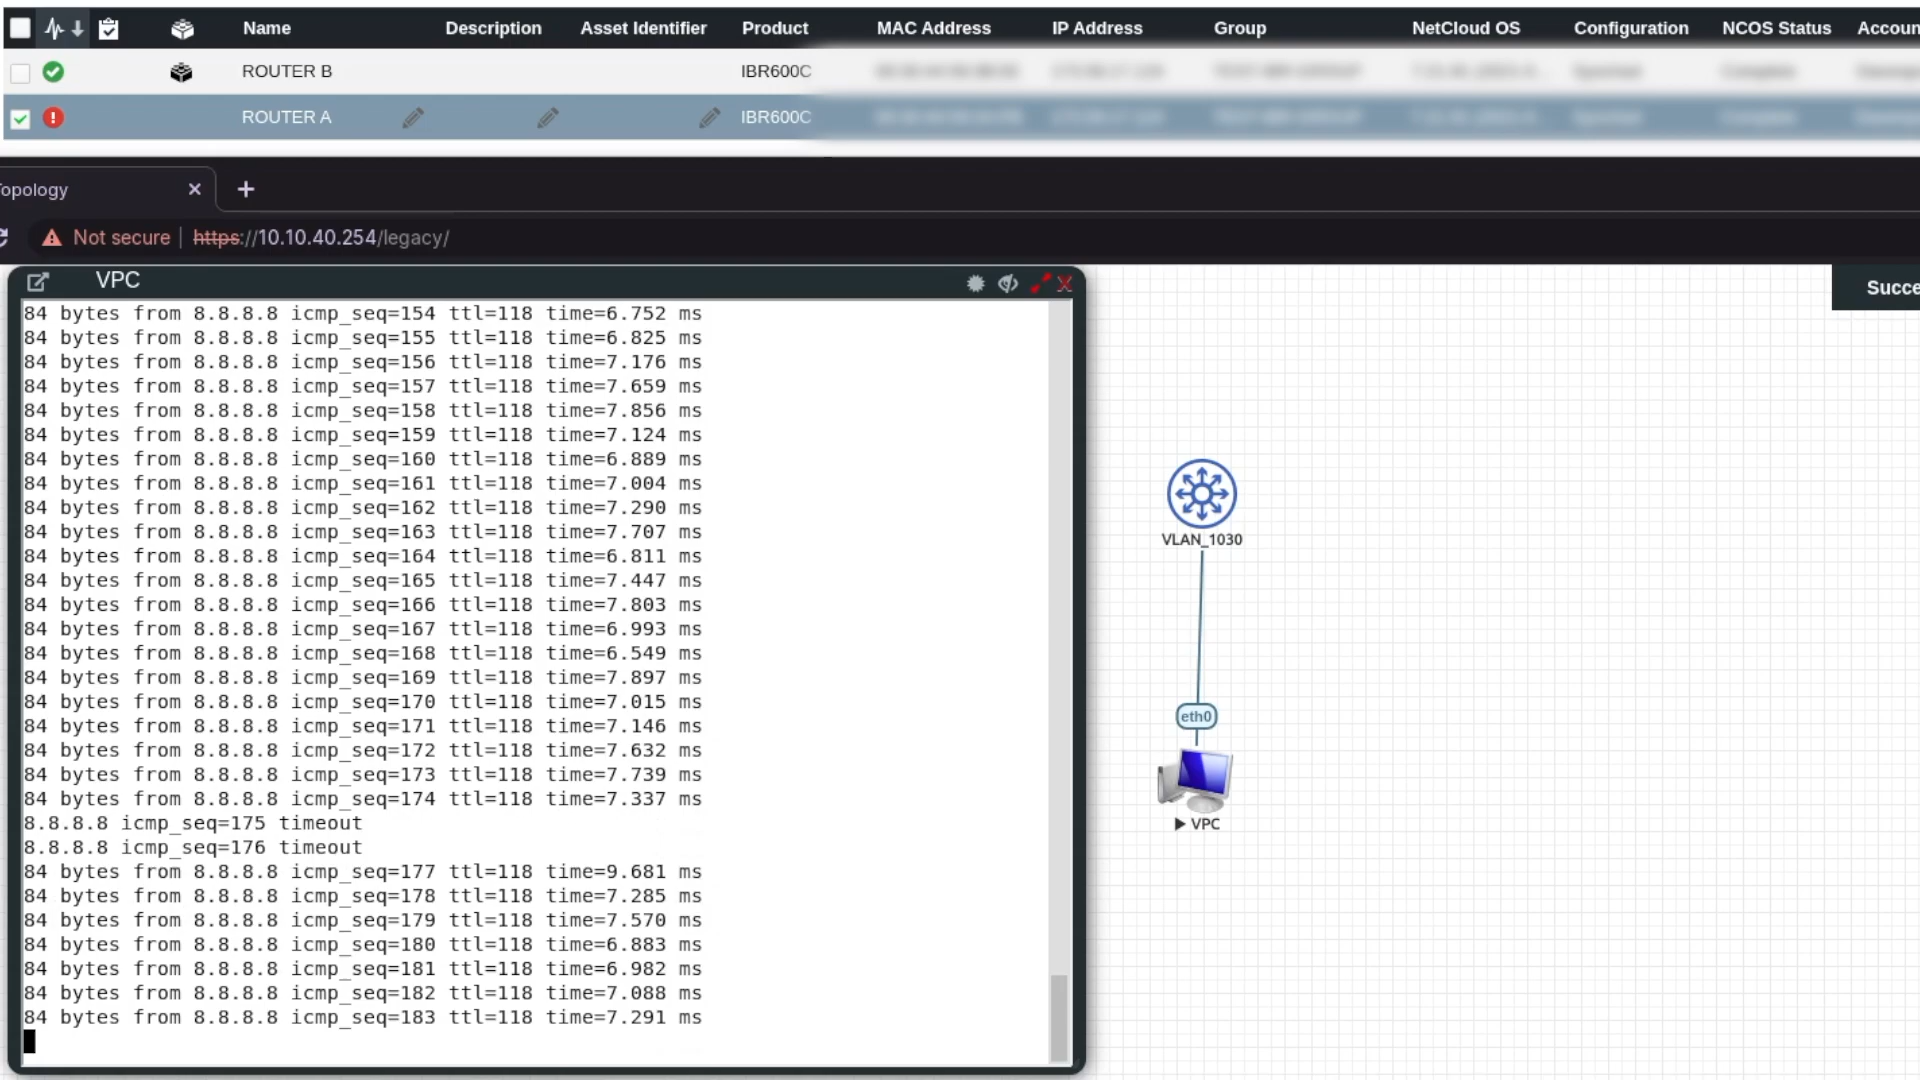 Name Description Asset Identifier Product MAC Address IP Address Group NetCloud OS Configuration NCOS Status Accoun
ROUTER B IBR600C
ROUTER A IBR600C
opology
Not secure | https://10.10.40.254/legacy/
VPC
Succe
84 bytes from 8.8.8.8 icmp_seq=154 ttl=118 time=6.752 ms
84 bytes from 8.8.8.8 icmp_seq=155 ttl=118 time=6.825 ms
84 bytes from 8.8.8.8 icmp_seq=156 ttl=118 time=7.176 ms
84 bytes from 8.8.8.8 icmp_seq=157 ttl=118 time=7.659 ms
84 bytes from 8.8.8.8 icmp_seq=158 ttl=118 time=7.856 ms
84 bytes from 8.8.8.8 icmp_seq=159 ttl=118 time=7.124 ms
84 bytes from 8.8.8.8 icmp_seq=160 ttl=118 time=6.889 ms
84 bytes from 8.8.8.8 icmp_seq=161 ttl=118 time=7.004 ms
84 bytes from 8.8.8.8 icmp_seq=162 ttl=118 time=7.290 ms
84 bytes from 8.8.8.8 icmp_seq=163 ttl=118 time=7.707 ms
84 bytes from 8.8.8.8 icmp_seq=164 ttl=118 time=6.811 ms
84 bytes from 8.8.8.8 icmp_seq=165 ttl=118 time=7.447 ms
84 bytes from 8.8.8.8 icmp_seq=166 ttl=118 time=7.803 ms
84 bytes from 8.8.8.8 icmp_seq=167 ttl=118 time=6.993 ms
84 bytes from 8.8.8.8 icmp_seq=168 ttl=118 time=6.549 ms
84 bytes from 8.8.8.8 icmp_seq=169 ttl=118 time=7.897 ms
84 bytes from 8.8.8.8 icmp_seq=170 ttl=118 time=7.015 ms
84 bytes from 8.8.8.8 icmp_seq=171 ttl=118 time=7.146 ms
84 bytes from 8.8.8.8 icmp_seq=172 ttl=118 time=7.632 ms
84 bytes from 8.8.8.8 icmp_seq=173 ttl=118 time=7.739 ms
84 bytes from 8.8.8.8 icmp_seq=174 ttl=118 time=7.337 ms
8.8.8.8 icmp_seq=175 timeout
8.8.8.8 icmp_seq=176 timeout
84 bytes from 8.8.8.8 icmp_seq=177 ttl=118 time=9.681 ms
84 bytes from 8.8.8.8 icmp_seq=178 ttl=118 time=7.285 ms
84 bytes from 8.8.8.8 icmp_seq=179 ttl=118 time=7.570 ms
84 bytes from 8.8.8.8 icmp_seq=180 ttl=118 time=6.883 ms
84 bytes from 8.8.8.8 icmp_seq=181 ttl=118 time=6.982 ms
84 bytes from 8.8.8.8 icmp_seq=182 ttl=118 time=7.088 ms
84 bytes from 8.8.8.8 icmp_seq=183 ttl=118 time=7.291 ms
VLAN_1030
eth0
VPC